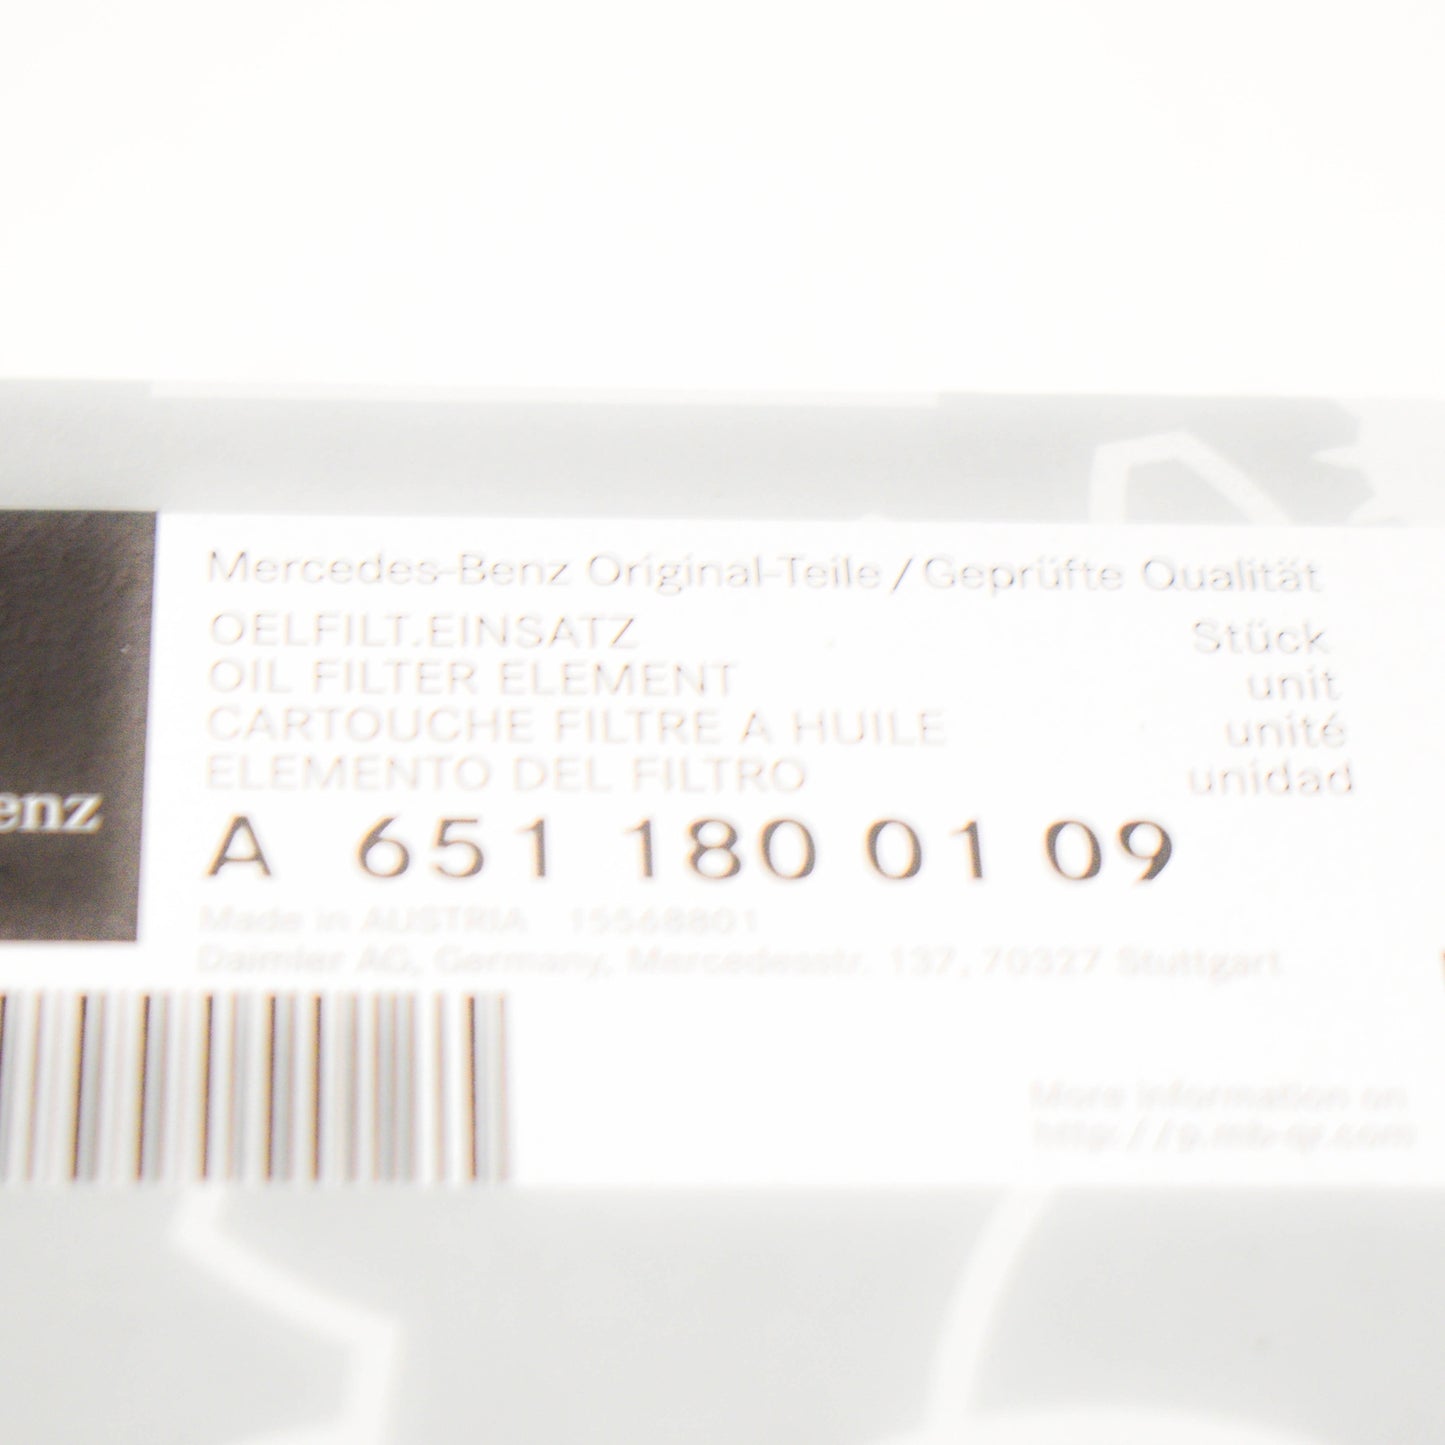 Mercedes-Benz Original-Teile / Geprüfte Qualität
OELFILT.EINSATZ Stück
OIL FILTER ELEMENT unit
CARTOUCHE FILTRE A HUILE unité
ELEMENTO DEL FILTRO unidad
enz
A 651 180 01 09
Made in AUSTRIA 15568801
Daimler AG, Germany, Mercedesstr. 137, 70327 Stuttgart
More information on
http://p.mb-qr.com